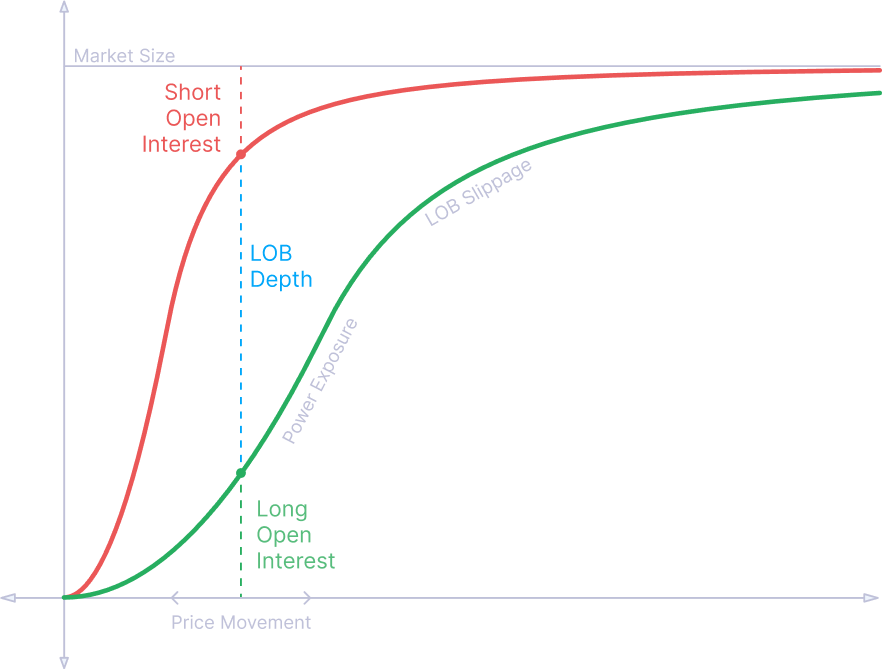 Market Size
Short
Open
Interest
LOB Slippage
LOB
Depth
Power Exposure
Long
Open
Interest
Price Movement